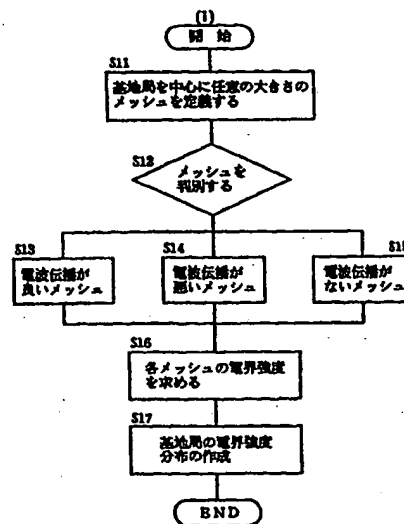 (1)
開始
S11
基地局を中心に任意の大きさの
メッシュを定義する
S12
メッシュを
判別する
S13
電波伝播が
良いメッシュ
S14
電波伝播が
悪いメッシュ
S15
電波伝播が
ないメッシュ
S16
各メッシュの電界強度
を求める
S17
基地局の電界強度
分布の作成
END